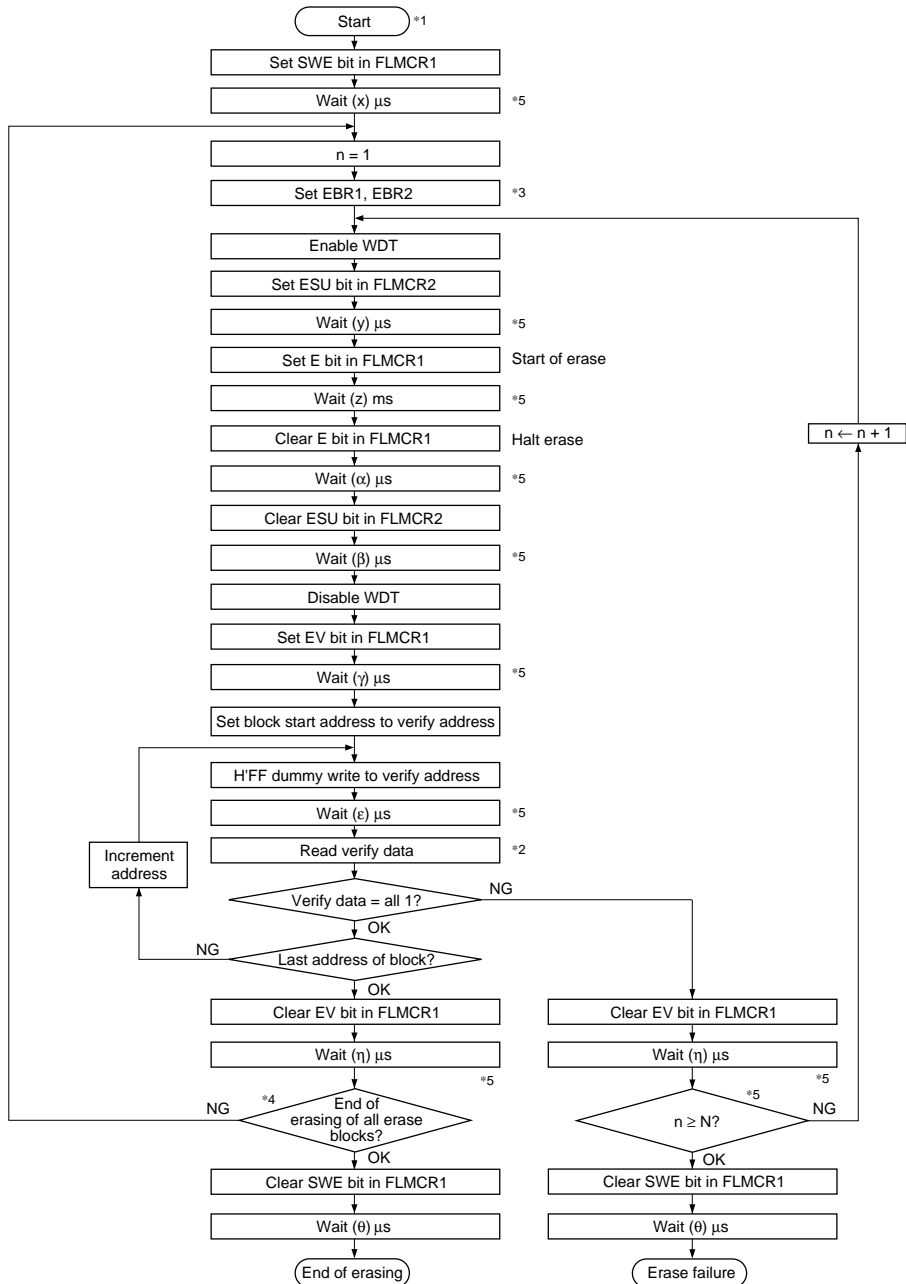 Start *1
Set SWE bit in FLMCR1
Wait (x) μs *5
n = 1
Set EBR1, EBR2 *3
Enable WDT
Set ESU bit in FLMCR2
Wait (y) μs *5
Set E bit in FLMCR1 Start of erase
Wait (z) ms *5
Clear E bit in FLMCR1 Halt erase
n ← n + 1
Wait (α) μs *5
Clear ESU bit in FLMCR2
Wait (β) μs *5
Disable WDT
Set EV bit in FLMCR1
Wait (γ) μs *5
Set block start address to verify address
H'FF dummy write to verify address
Wait (ε) μs *5
Increment
address
Read verify data *2
Verify data = all 1?
NG
OK
Last address of block?
NG
OK
Clear EV bit in FLMCR1
Wait (η) μs
*5
NG
*4
End of
erasing of all erase
blocks?
OK
Clear SWE bit in FLMCR1
Wait (θ) μs
End of erasing
Clear EV bit in FLMCR1
Wait (η) μs
*5
*5
n ≥ N?
NG
OK
Clear SWE bit in FLMCR1
Wait (θ) μs
Erase failure